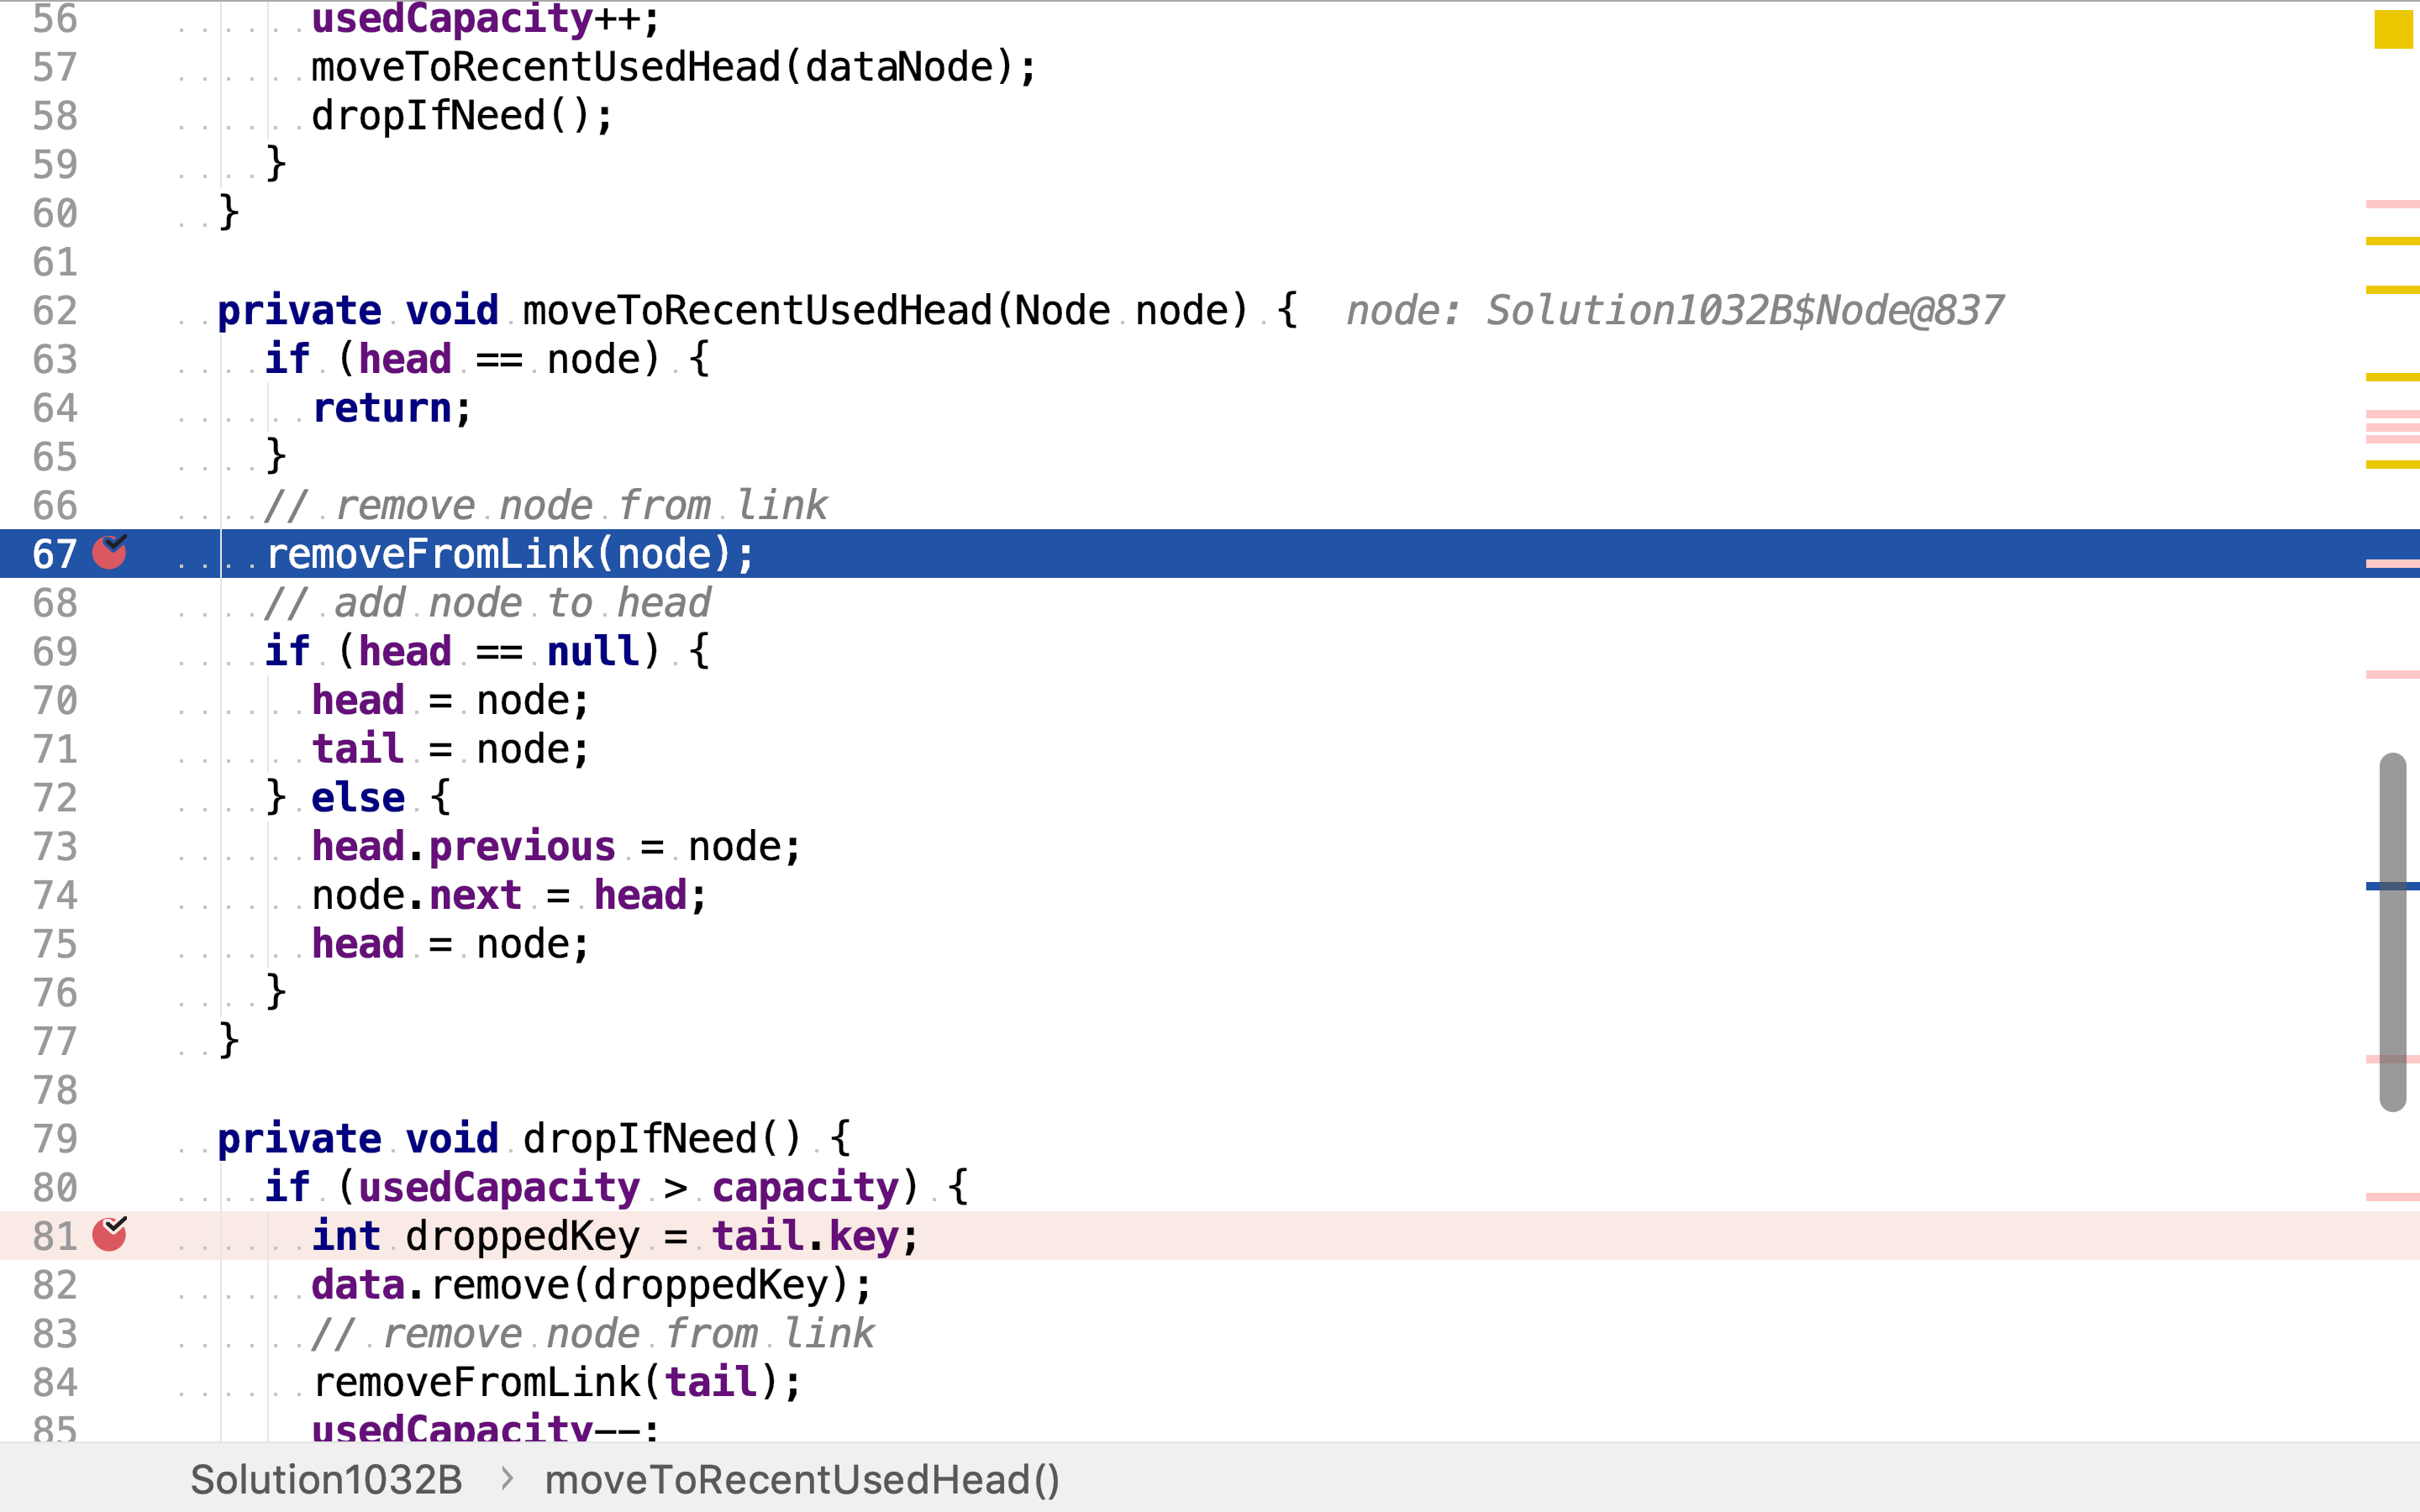 56 usedCapacity++;
57 moveToRecentUsedHead(dataNode);
58 dropIfNeed();
59 }
60 }
61
62 private void moveToRecentUsedHead(Node node) { node: Solution1032B$Node@837
63 if (head == node) {
64 return;
65 }
66 // remove node from link
67 removeFromLink(node);
68 // add node to head
69 if (head == null) {
70 head = node;
71 tail = node;
72 } else {
73 head.previous = node;
74 node.next = head;
75 head = node;
76 }
77 }
78
79 private void dropIfNeed() {
80 if (usedCapacity > capacity) {
81 int droppedKey = tail.key;
82 data.remove(droppedKey);
83 // remove node from link
84 removeFromLink(tail);
85 usedCapacity--;
Solution1032B > moveToRecentUsedHead()